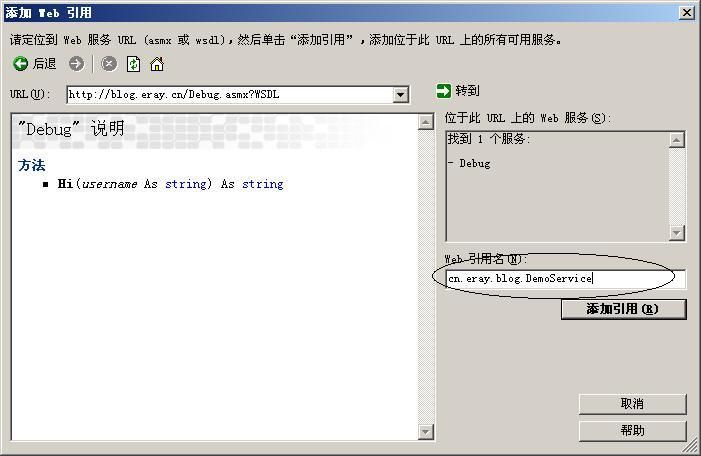 添加 Web 引用
请定位到 Web 服务 URL (asmx 或 wsdl)，然后单击“添加引用”，添加位于此 URL 上的所有可用服务。
后退
URL(U): http://blog.eray.cn/Debug.asmx?WSDL
转到
"Debug" 说明
方法
Hi(username As string) As string
位于此 URL 上的 Web 服务(S):
找到 1 个服务:
- Debug
Web 引用名(N):
cn.eray.blog.DemoService
添加引用(R)
取消
帮助